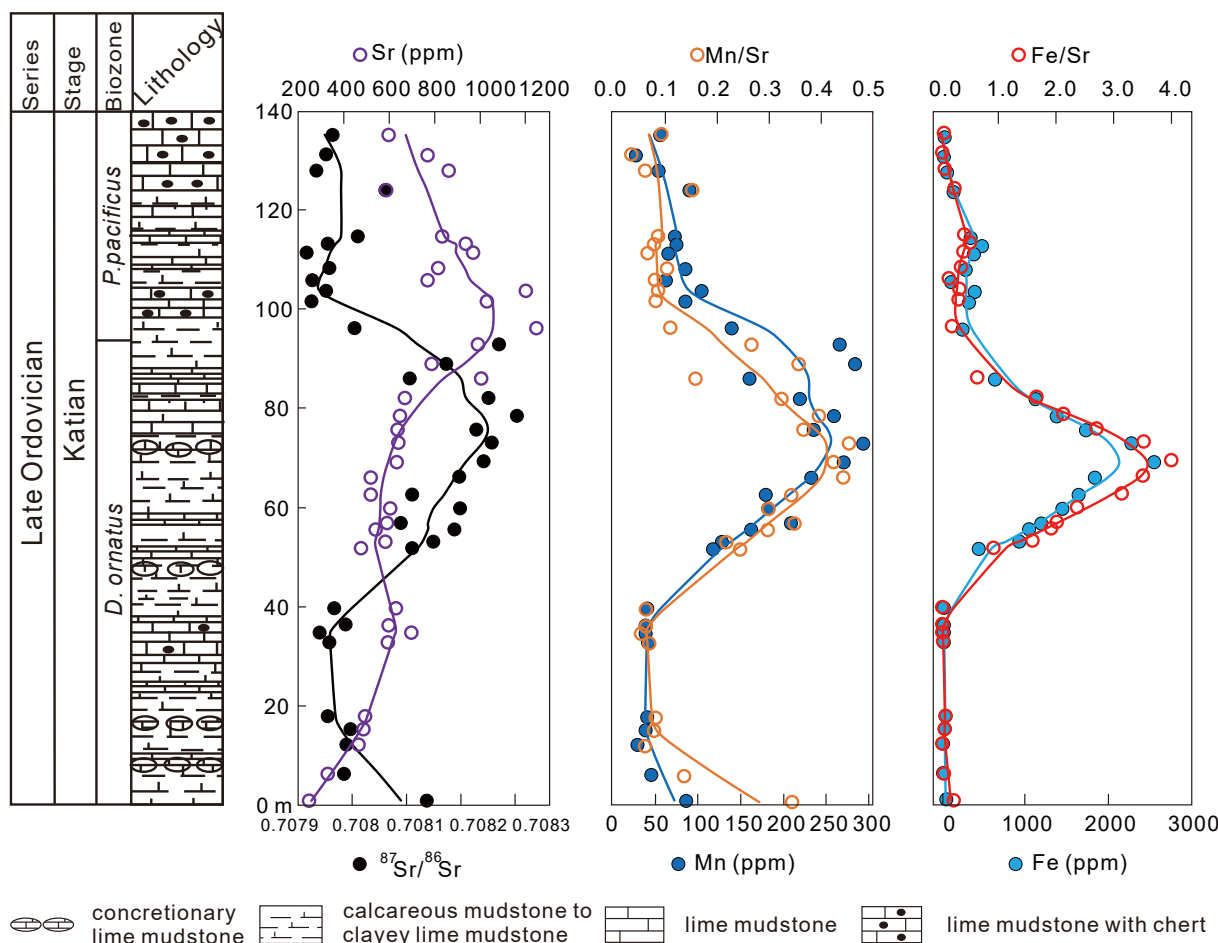 Series
Stage
Biozone
Lithology
Sr (ppm)
200 400 600 800 1000 1200
Mn/Sr
0.0 0.1 0.2 0.3 0.4 0.5
Fe/Sr
0.0 1.0 2.0 3.0 4.0
Late Ordovician
Katian
P.pacificus
D. ornatus
140
120
100
80
60
40
20
0 m
0.7079 0.708 0.7081 0.7082 0.7083
0 50 100 150 200 250 300
0 1000 2000 3000
⁸⁷Sr/⁸⁶Sr
Mn (ppm)
Fe (ppm)
concretionary
lime mudstone
calcareous mudstone to
clayey lime mudstone
lime mudstone
lime mudstone with chert